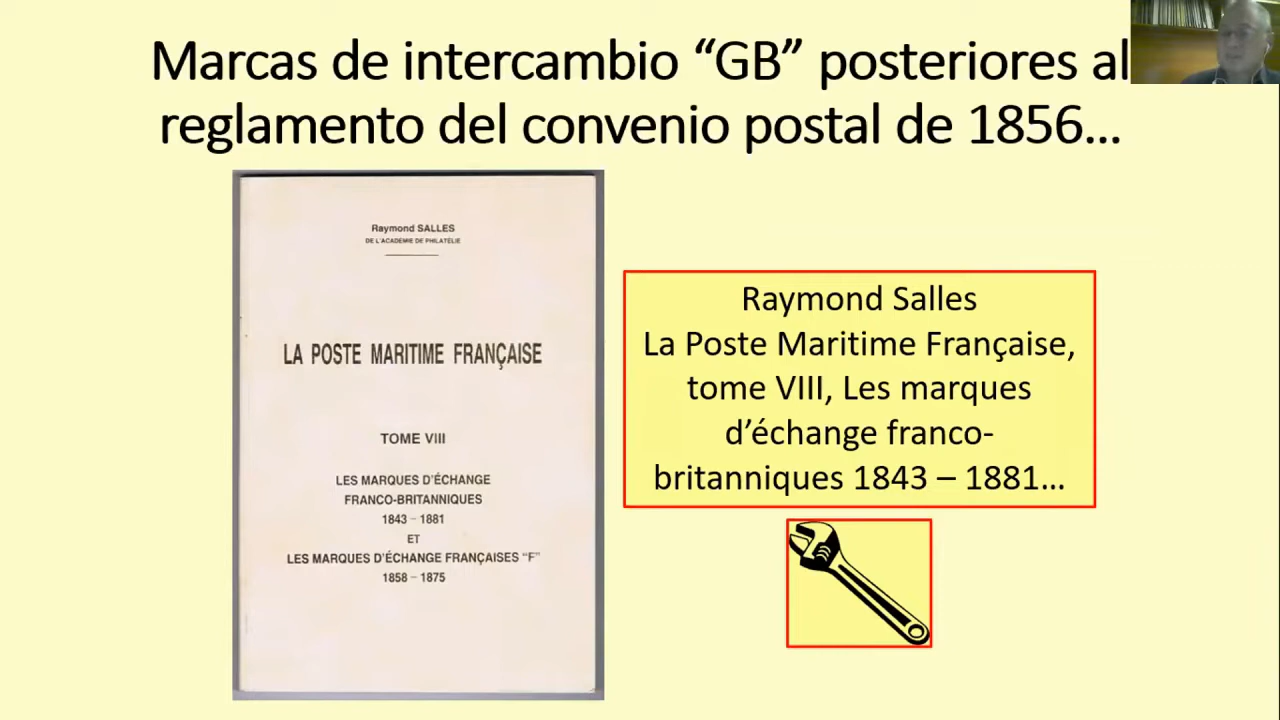 Marcas de intercambio “GB” posteriores al
reglamento del convenio postal de 1856...
Raymond SALLES
DE L'ACADEMIE DE PHILATÉLIE
LA POSTE MARITIME FRANÇAISE
TOME VIII
LES MARQUES D'ÉCHANGE
FRANCO-BRITANNIQUES
1843 – 1881
ET
LES MARQUES D'ÉCHANGE FRANÇAISES “F”
1858 – 1875
Raymond Salles
La Poste Maritime Française,
tome VIII, Les marques
d’échange franco-
britanniques 1843 – 1881...